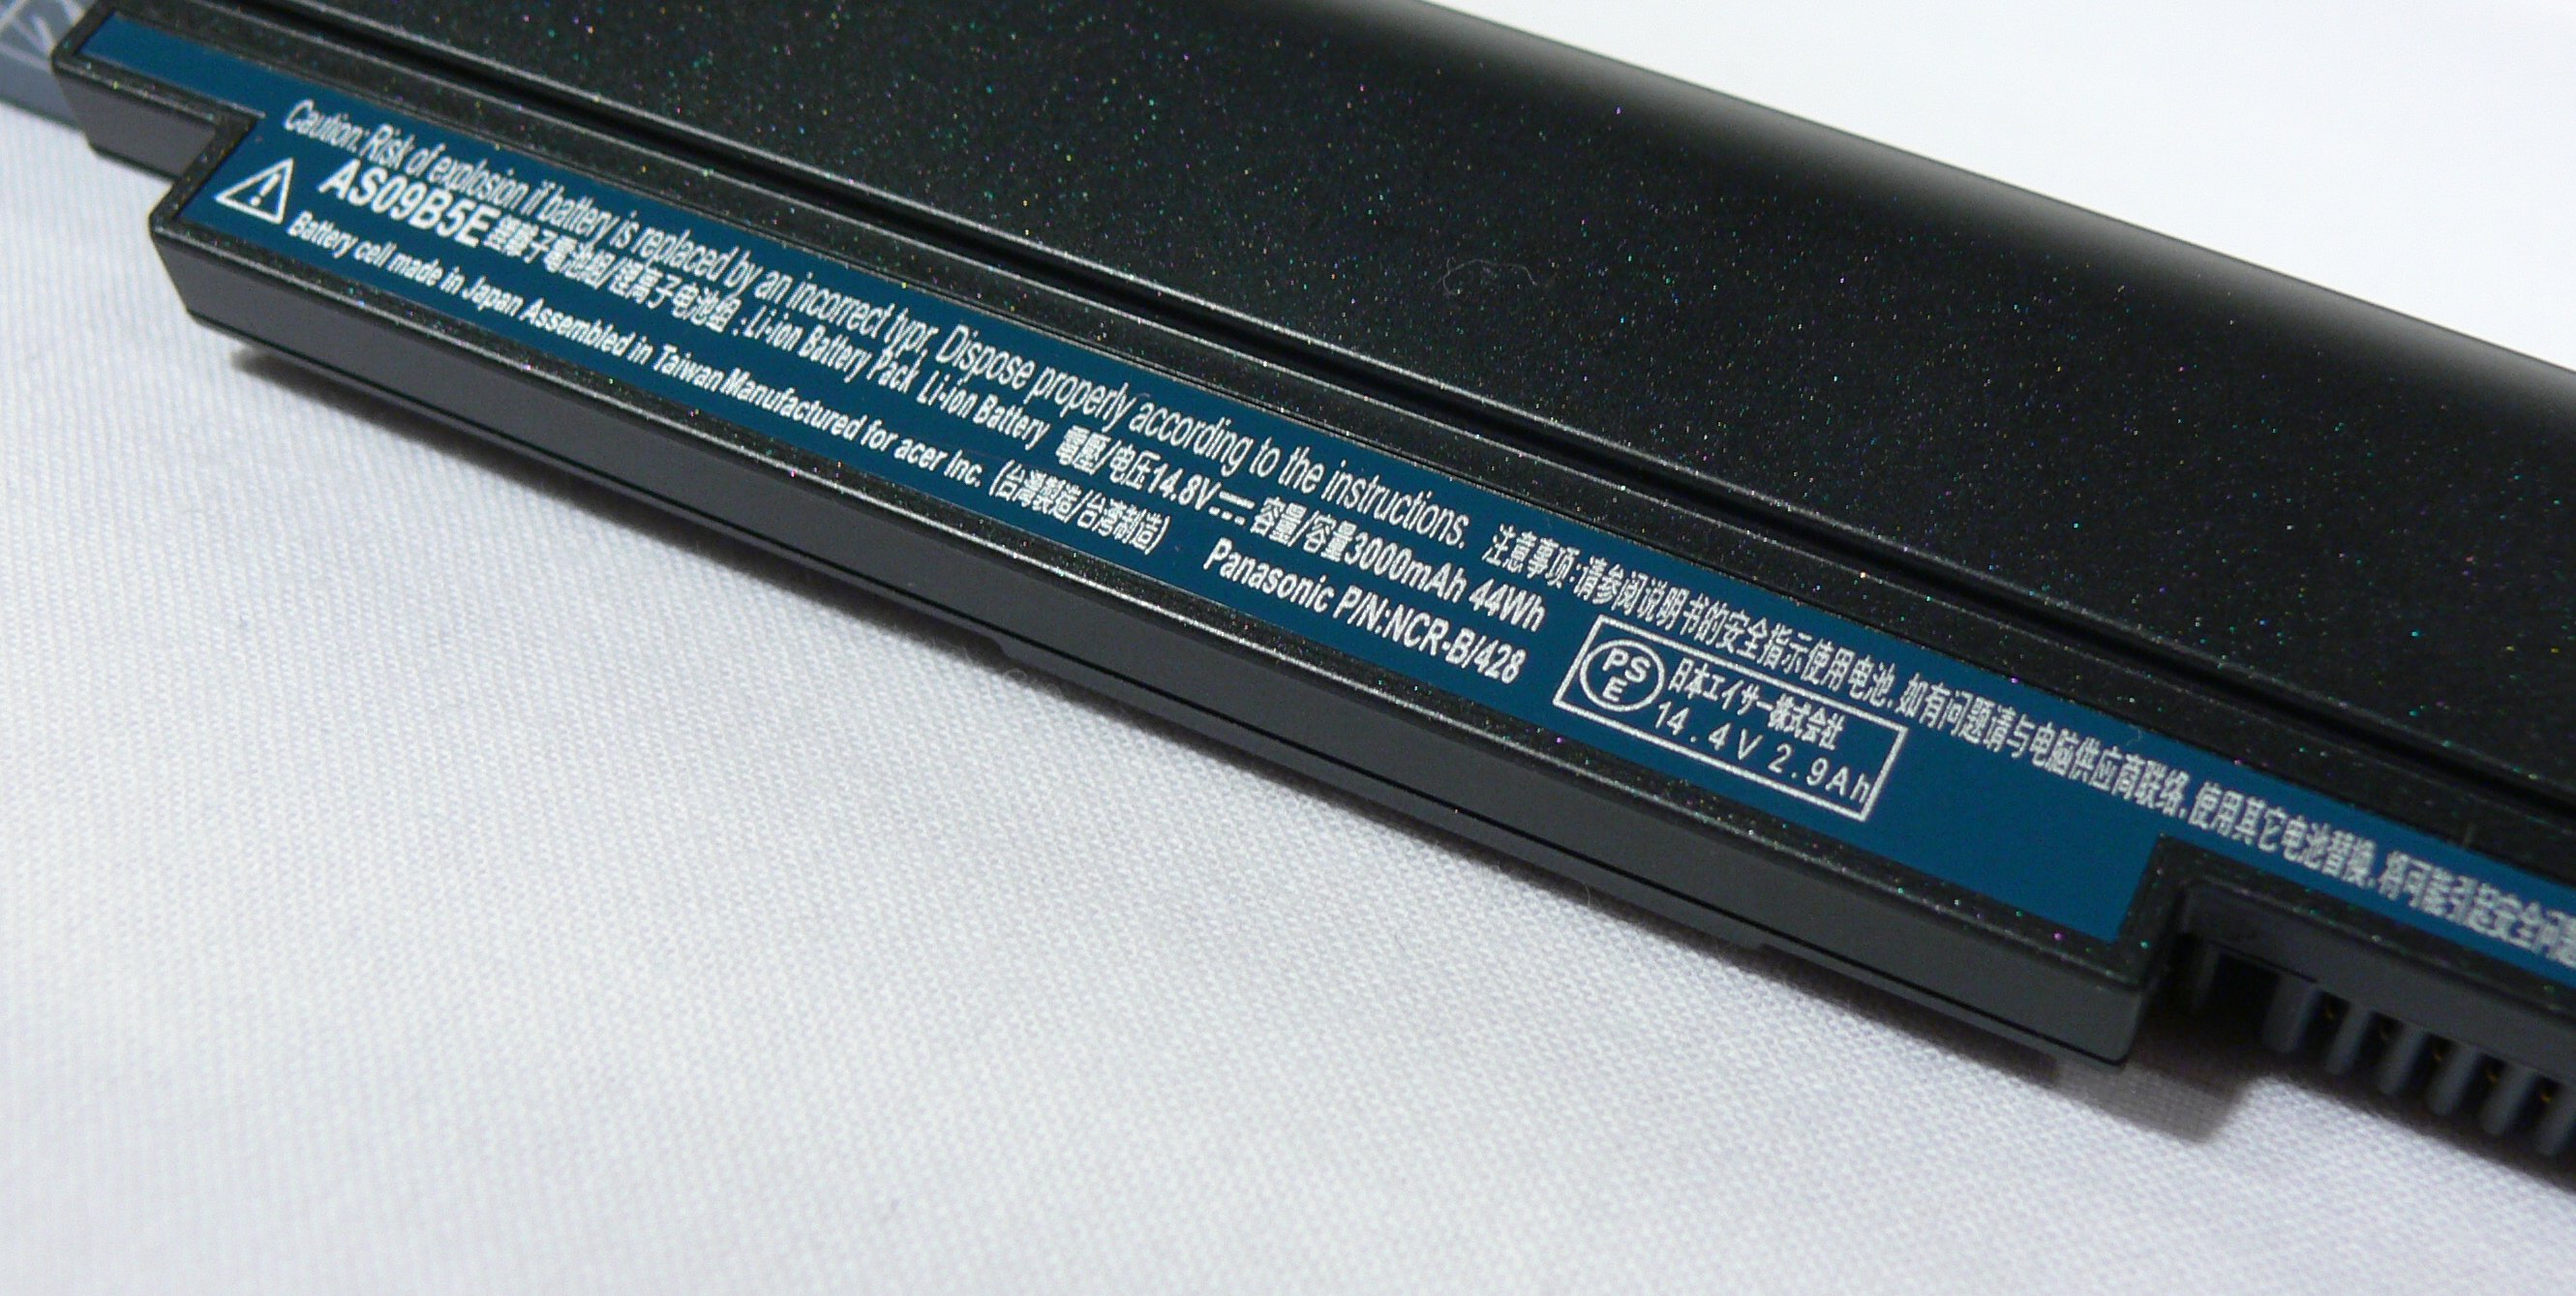 Caution: Risk of explosion if battery is replaced by an incorrect typr. Dispose properly according to the instructions. 注意事项:请参阅说明书的安全指示使用电池.如有问题请与电脑供应商联络.使用其它电池替换,将可能引起安全问题
AS09B5E 鋰離子電池組/锂离子电池组 : Li-ion Battery Pack Li-ion Battery 電壓/电压14.8V 容量/容量3000mAh 44Wh
Battery cell made in Japan Assembled in Taiwan Manufactured for acer Inc. (台灣製造/台湾制造) Panasonic P/N:NCR-B/428
PSE 日本エイサー株式会社
14.4V 2.9Ah